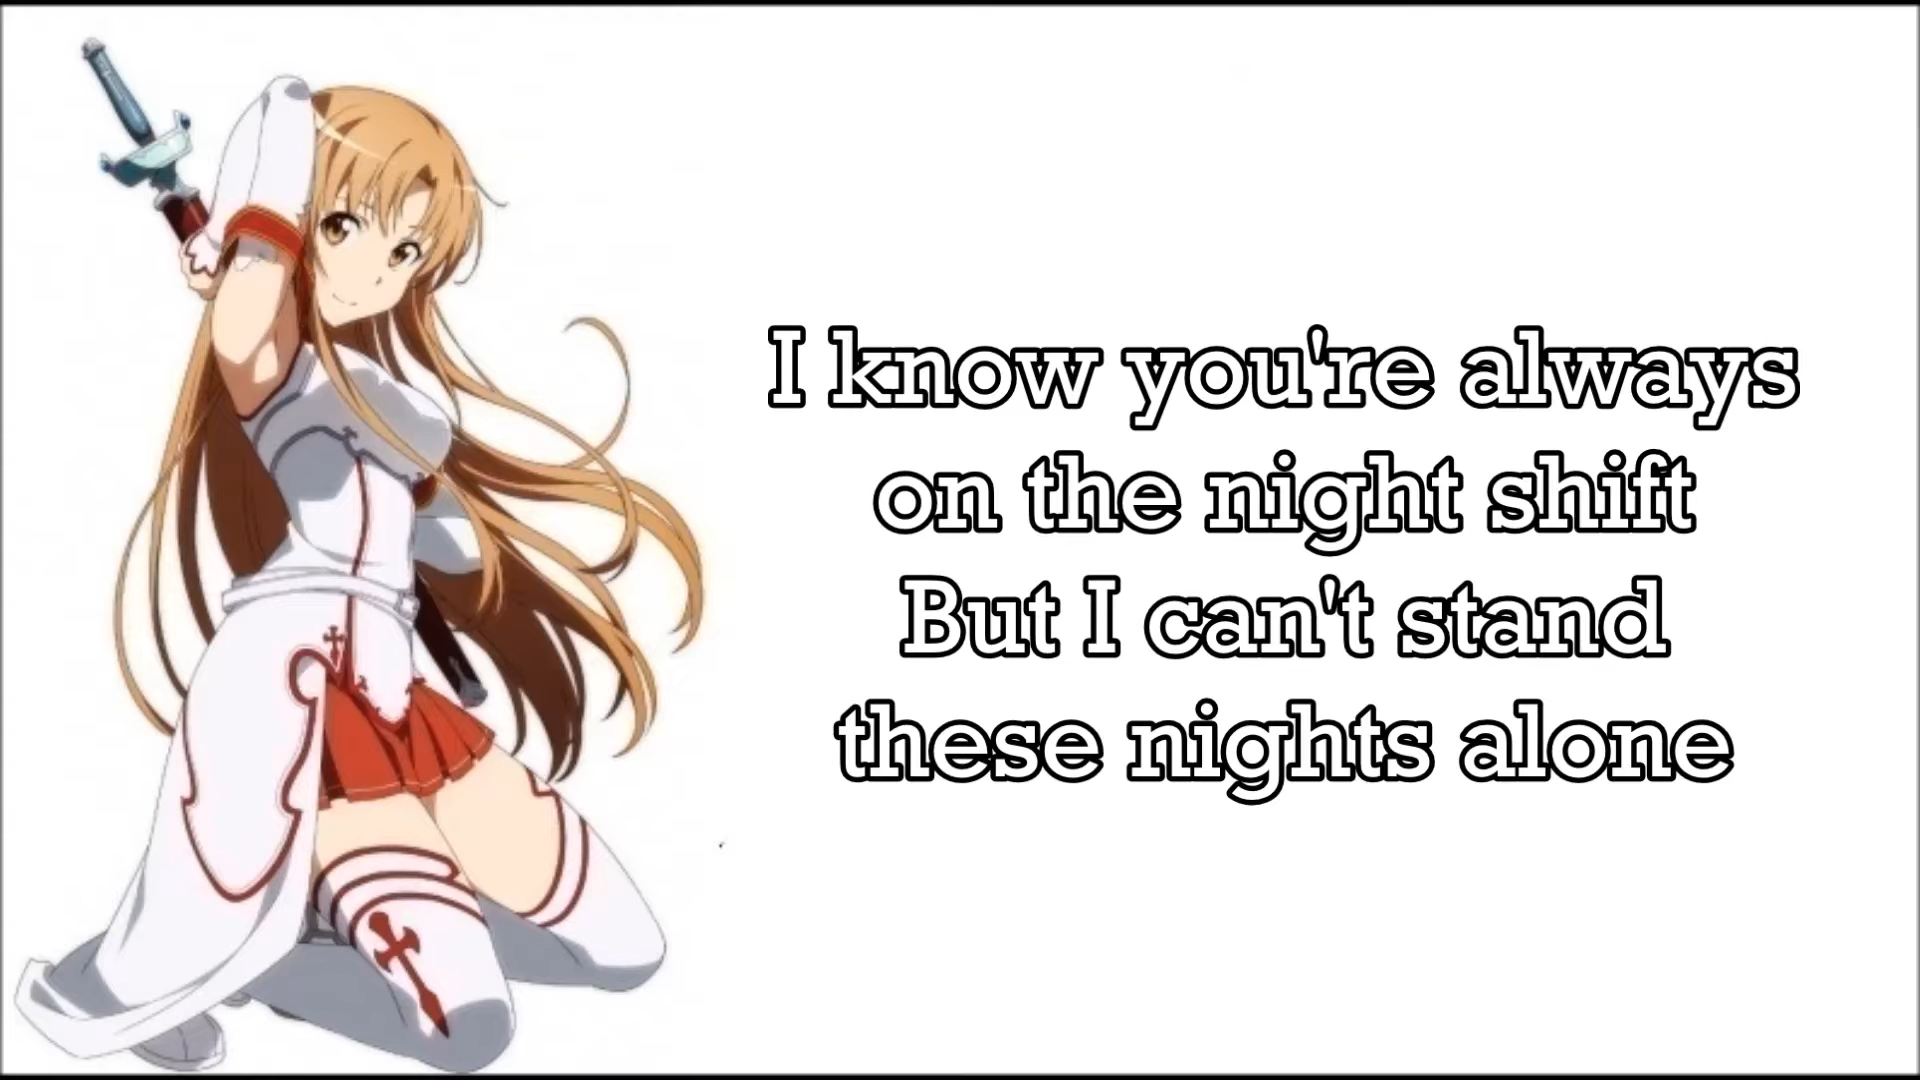 I know you're always
on the night shift
But I can't stand
these nights alone